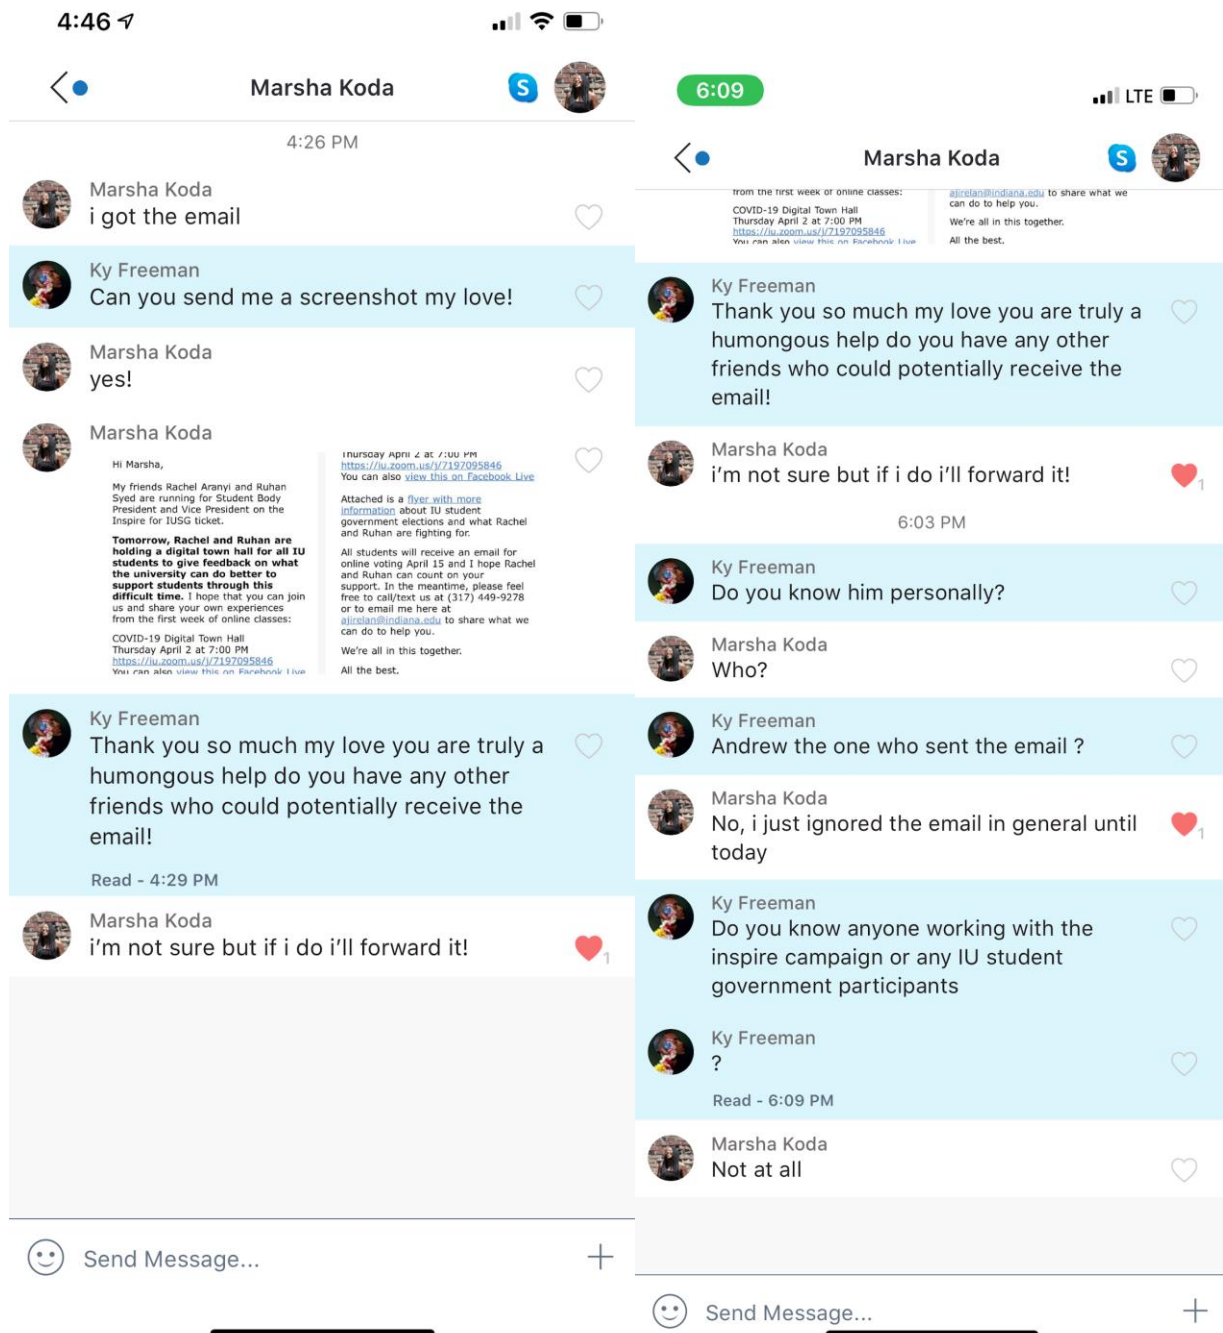 4:46
Marsha Koda
4:26 PM
Marsha Koda
i got the email
Ky Freeman
Can you send me a screenshot my love!
Marsha Koda
yes!
Marsha Koda
Hi Marsha,
My friends Rachel Aranyi and Ruhan
Syed are running for Student Body
President and Vice President on the
Inspire for IUSG ticket.
Tomorrow, Rachel and Ruhan are
holding a digital town hall for all IU
students to give feedback on what
the university can do better to
support students through this
difficult time. I hope that you can join
us and share your own experiences
from the first week of online classes:
COVID-19 Digital Town Hall
Thursday April 2 at 7:00 PM
https://iu.zoom.us/j/7197095846
You can also view this on Facebook Live
Thursday April 2 at 7:00 PM
https://iu.zoom.us/j/7197095846
You can also view this on Facebook Live
Attached is a flyer with more
information about IU student
government elections and what Rachel
and Ruhan are fighting for.
All students will receive an email for
online voting April 15 and I hope Rachel
and Ruhan can count on your
support. In the meantime, please feel
free to call/text us at (317) 449-9278
or to email me here at
ajirelan@indiana.edu to share what we
can do to help you.
We're all in this together.
All the best,
Ky Freeman
Thank you so much my love you are truly a
humongous help do you have any other
friends who could potentially receive the
email!
Read - 4:29 PM
Marsha Koda
i'm not sure but if i do i'll forward it!
1
Send Message...
6:09
LTE
Marsha Koda
from the first week of online classes:
COVID-19 Digital Town Hall
Thursday April 2 at 7:00 PM
https://iu.zoom.us/j/7197095846
You can also view this on Facebook Live
ajirelan@indiana.edu to share what we
can do to help you.
We're all in this together.
All the best,
Ky Freeman
Thank you so much my love you are truly a
humongous help do you have any other
friends who could potentially receive the
email!
Marsha Koda
i'm not sure but if i do i'll forward it!
1
6:03 PM
Ky Freeman
Do you know him personally?
Marsha Koda
Who?
Ky Freeman
Andrew the one who sent the email ?
Marsha Koda
No, i just ignored the email in general until
today
1
Ky Freeman
Do you know anyone working with the
inspire campaign or any IU student
government participants
Ky Freeman
?
Read - 6:09 PM
Marsha Koda
Not at all
Send Message...